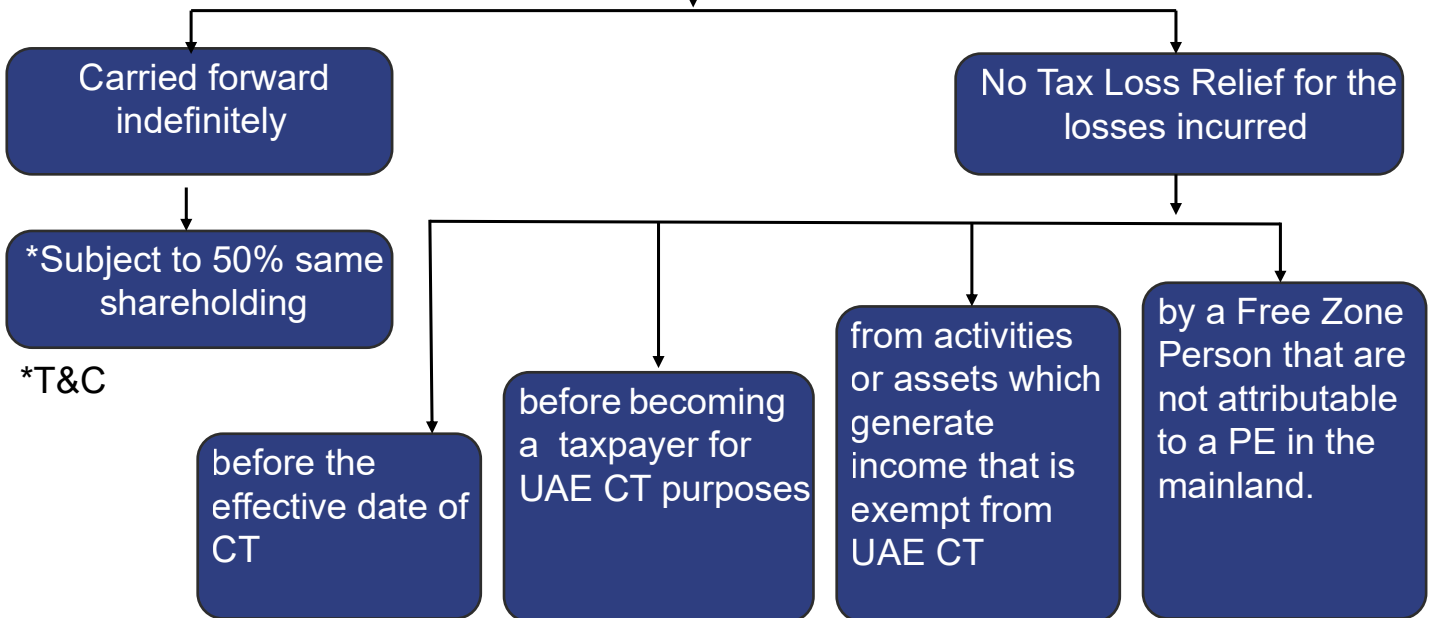 Carried forward
indefinitely
No Tax Loss Relief for the
losses incurred
*Subject to 50% same
shareholding
*T&C
before the
effective date of
CT
before becoming
a taxpayer for
UAE CT purposes
from activities
or assets which
generate
income that is
exempt from
UAE CT
by a Free Zone
Person that are
not attributable
to a PE in the
mainland.